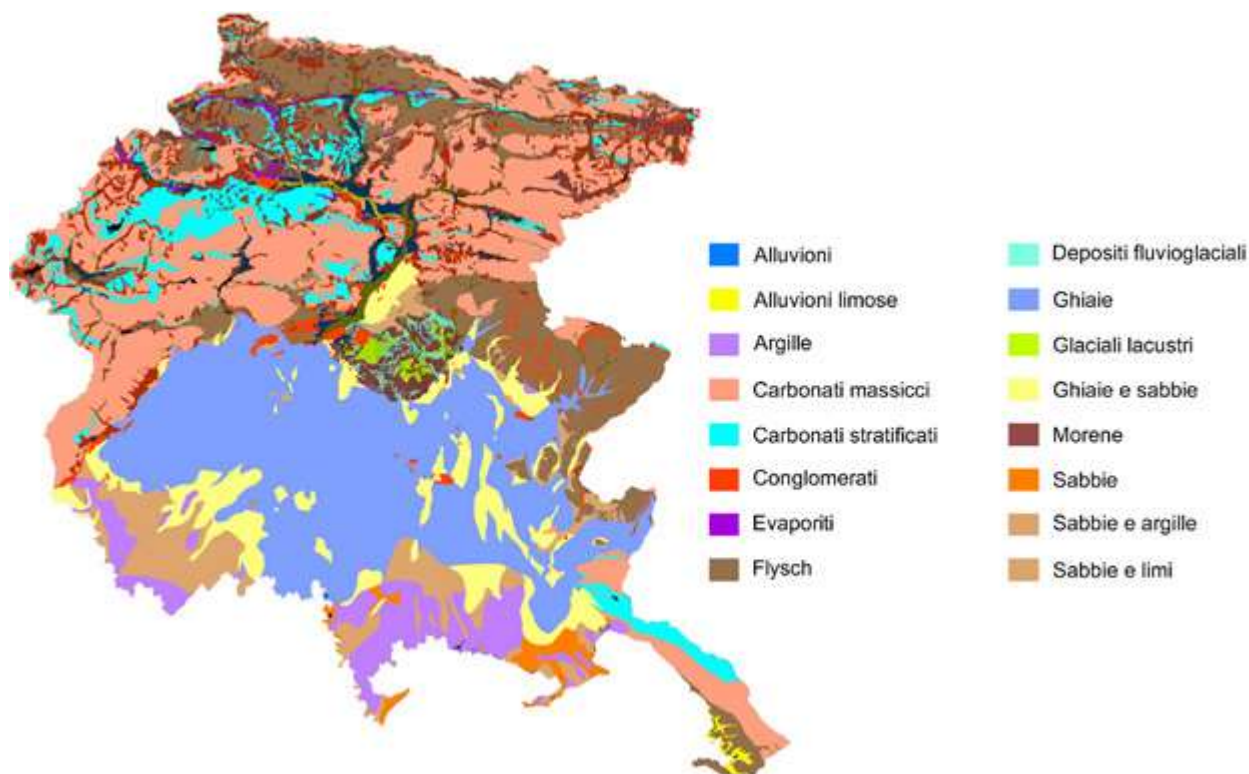 Alluvioni
Alluvioni limose
Argille
Carbonati massicci
Carbonati stratificati
Conglomerati
Evaporiti
Flysch
Depositi fluvioglaciali
Ghiaie
Glaciali lacustri
Ghiaie e sabbie
Morene
Sabbie
Sabbie e argille
Sabbie e limi